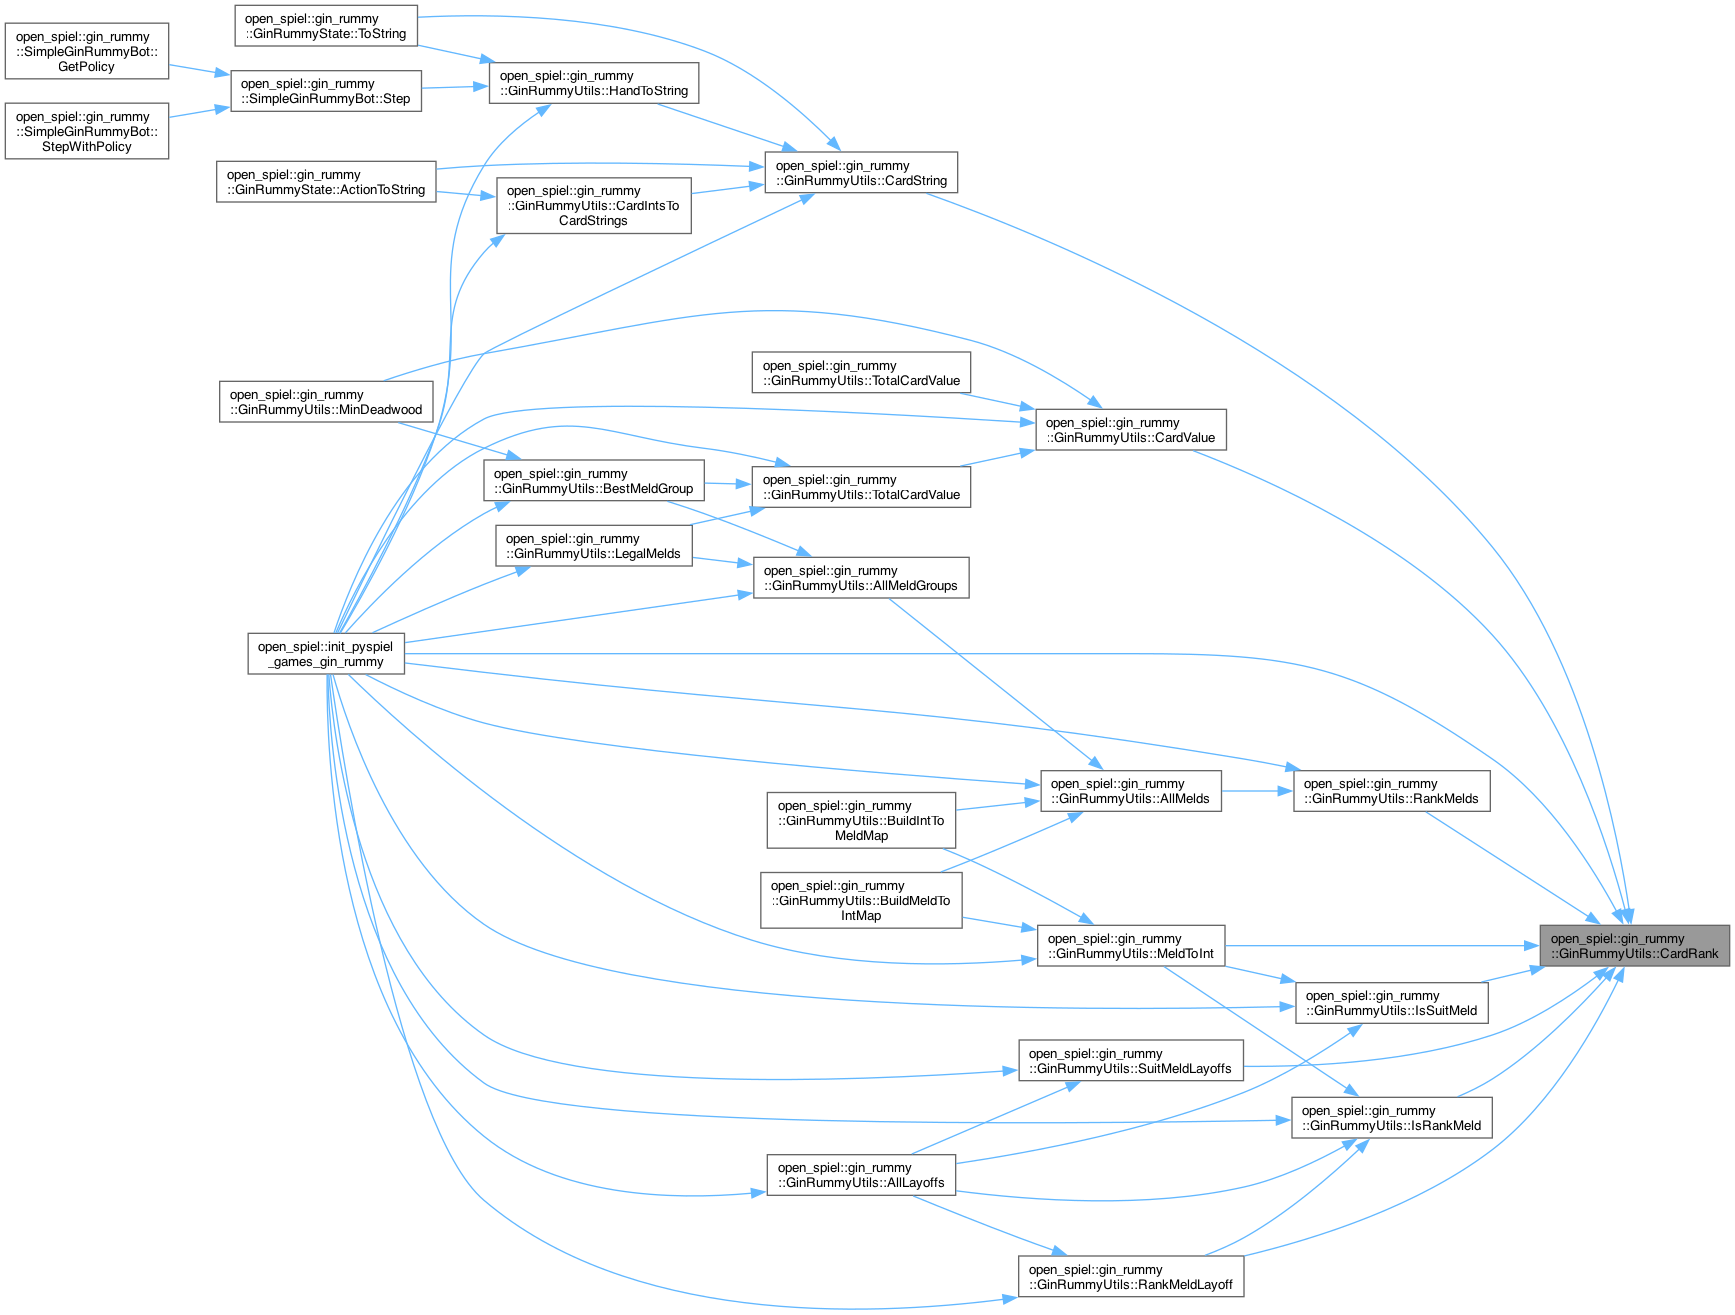 open_spiel::gin_rummy
::GinRummyState::ToString
open_spiel::gin_rummy
::SimpleGinRummyBot::
GetPolicy
open_spiel::gin_rummy
::GinRummyUtils::HandToString
open_spiel::gin_rummy
::SimpleGinRummyBot::Step
open_spiel::gin_rummy
::SimpleGinRummyBot::
StepWithPolicy
open_spiel::gin_rummy
::GinRummyUtils::CardString
open_spiel::gin_rummy
::GinRummyState::ActionToString
open_spiel::gin_rummy
::GinRummyUtils::CardIntsTo
CardStrings
open_spiel::gin_rummy
::GinRummyUtils::TotalCardValue
open_spiel::gin_rummy
::GinRummyUtils::MinDeadwood
open_spiel::gin_rummy
::GinRummyUtils::CardValue
open_spiel::gin_rummy
::GinRummyUtils::BestMeldGroup
open_spiel::gin_rummy
::GinRummyUtils::TotalCardValue
open_spiel::gin_rummy
::GinRummyUtils::LegalMelds
open_spiel::gin_rummy
::GinRummyUtils::AllMeldGroups
open_spiel::init_pyspiel
_games_gin_rummy
open_spiel::gin_rummy
::GinRummyUtils::AllMelds
open_spiel::gin_rummy
::GinRummyUtils::RankMelds
open_spiel::gin_rummy
::GinRummyUtils::BuildIntTo
MeldMap
open_spiel::gin_rummy
::GinRummyUtils::BuildMeldTo
IntMap
open_spiel::gin_rummy
::GinRummyUtils::MeldToInt
open_spiel::gin_rummy
::GinRummyUtils::CardRank
open_spiel::gin_rummy
::GinRummyUtils::IsSuitMeld
open_spiel::gin_rummy
::GinRummyUtils::SuitMeldLayoffs
open_spiel::gin_rummy
::GinRummyUtils::IsRankMeld
open_spiel::gin_rummy
::GinRummyUtils::AllLayoffs
open_spiel::gin_rummy
::GinRummyUtils::RankMeldLayoff